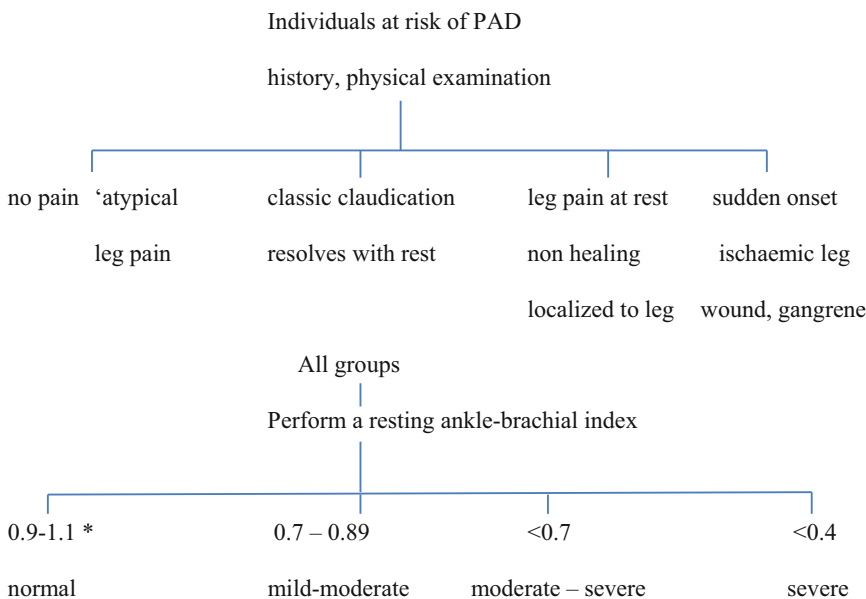 Individuals at risk of PAD
history, physical examination
no pain ‘atypical classic claudication leg pain at rest sudden onset
leg pain resolves with rest non healing ischaemic leg
localized to leg wound, gangrene
All groups
Perform a resting ankle-brachial index
0.9-1.1 * 0.7 – 0.89 <0.7 <0.4
normal mild-moderate moderate – severe severe